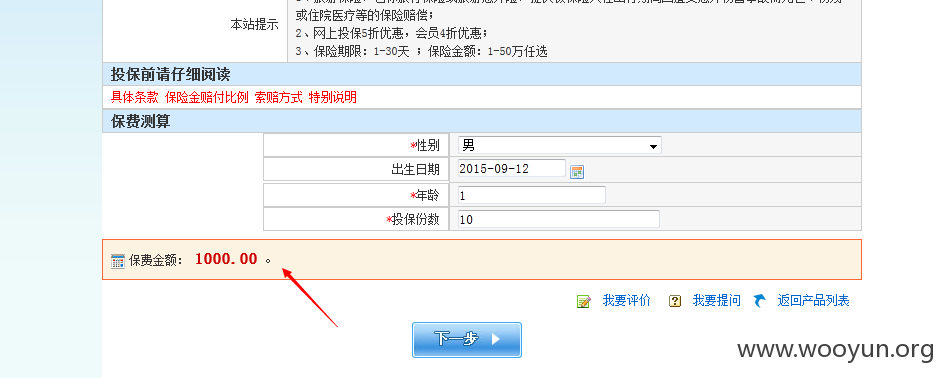 本站提示
或住院医疗等的保险赔偿；
2、网上投保5折优惠，会员4折优惠；
3、保险期限：1-30天 ；保险金额：1-50万任选
投保前请仔细阅读
具体条款 保险金赔付比例 索赔方式 特别说明
保费测算
*性别 男
出生日期 2015-09-12
*年龄 1
*投保份数 10
保费金额： 1000.00 。
我要评价 我要提问 返回产品列表
下一步
www.wooyun.org